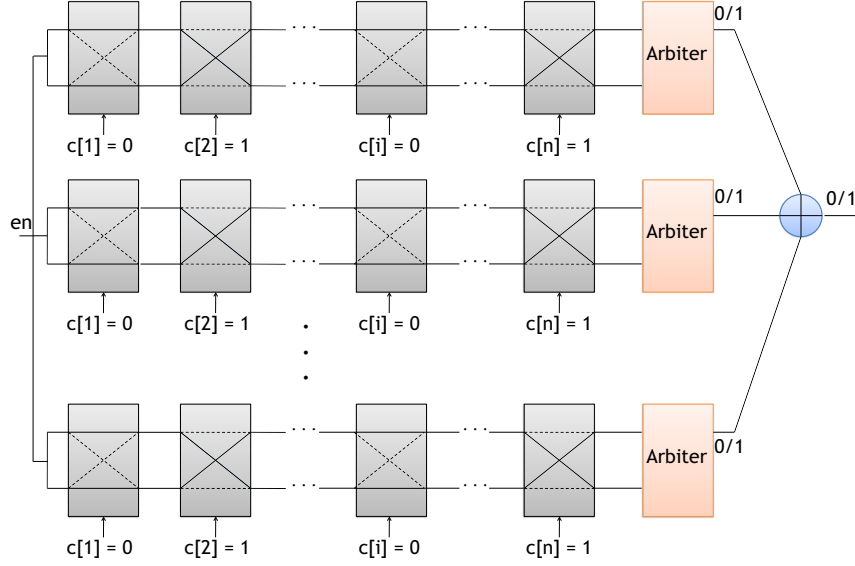 0/1
. . . . . . Arbiter
. . . . . .
c[1] = 0 c[2] = 1 c[i] = 0 c[n] = 1
0/1 0/1
. . . . . .
en Arbiter
. . . . . .
c[1] = 0 c[2] = 1 c[i] = 0 c[n] = 1
. . . . . .
0/1
Arbiter
. . . . . .
c[1] = 0 c[2] = 1 c[i] = 0 c[n] = 1